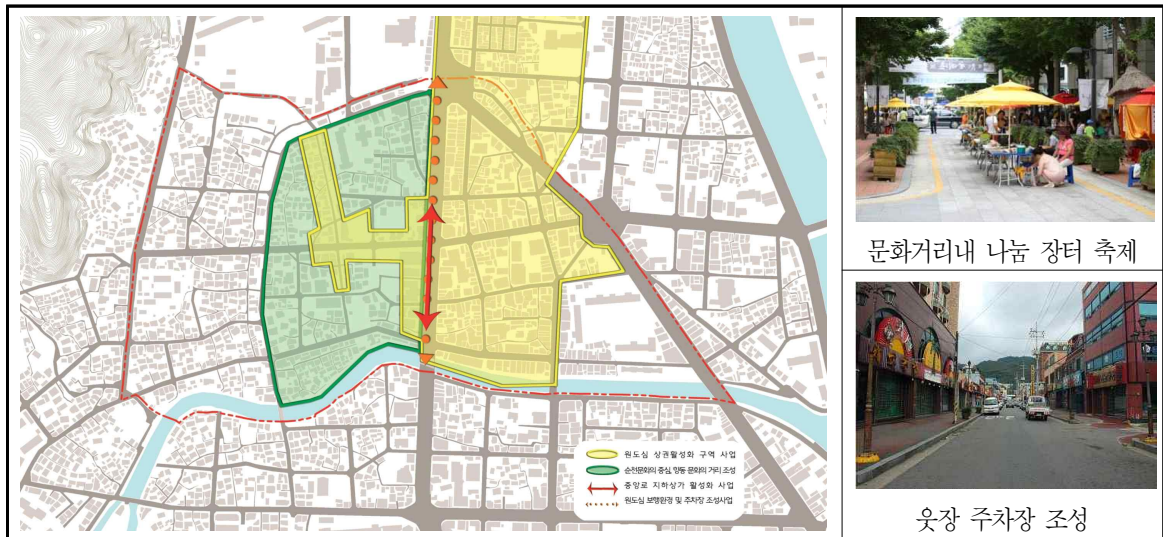 원도심 상권활성화 구역 사업
순천문화의 중심, 향동 문화의 거리 조성
중앙로 지하상가 활성화 사업
원도심 보행환경 및 주차장 조성사업
문화거리내 나눔 장터 축제
웃장 주차장 조성